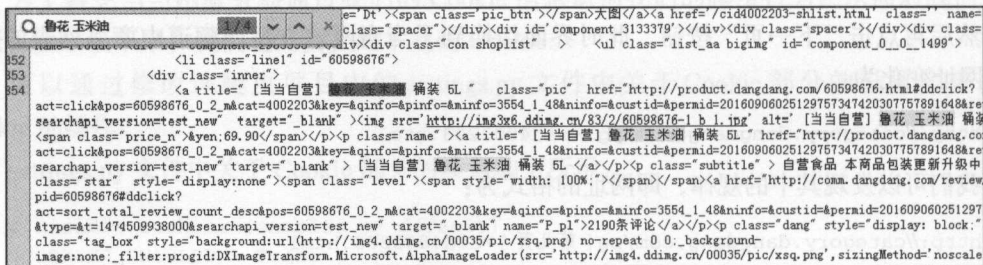 鲁花 玉米油 1/4 ×
e='Dt'><span class='pic_btn'></span>大图</a><a href='/cid4002203-shlist.html' class='' name=
class="spacer"></div><div id='component_3133379'></div><div class=
name=Product><div id='component_2983993'></div><div class="con shoplist"> <ul class="list_aa bigimg" id="component_0__0__1499">
352 <li class="line1" id="60598676">
353 <div class="inner">
354 <a title=" [当当自营] 鲁花 玉米油 桶装 5L " class="pic" href="http://product.dangdang.com/60598676.html#ddclick?
act=click&pos=60598676_0_2_m&cat=4002203&key=&qinfo=&pinfo=&minfo=3554_1_48&ninfo=&custid=&permid=20160906025129757347420307757891648&re
searchapi_version=test_new" target="_blank" ><img src='http://img3x6.ddimg.cn/83/2/60598676-1_b_1.jpg' alt=' [当当自营] 鲁花 玉米油 桶装
<span class="price_n">&yen;69.90</span></p><p class="name" ><a title=" [当当自营] 鲁花 玉米油 桶装 5L " href="http://product.dangdang.com
act=click&pos=60598676_0_2_m&cat=4002203&key=&qinfo=&pinfo=&minfo=3554_1_48&ninfo=&custid=&permid=20160906025129757347420307757891648&re
searchapi_version=test_new" target="_blank" > [当当自营] 鲁花 玉米油 桶装 5L </a></p><p class="subtitle" > 自营食品 本商品包装更新升级中
class="star" style="display:none"><span class="level"><span style="width: 100%;"></span></span><a href="http://comm.dangdang.com/review
pid=60598676#ddclick?
act=sort_total_review_count_desc&pos=60598676_0_2_m&cat=4002203&key=&qinfo=&pinfo=&minfo=3554_1_48&ninfo=&custid=&permid=20160906025129​7
&type=&t=1474509938000&searchapi_version=test_new" target="_blank" name="P_pl">2190条评论</a></p><p class="dang" style="display: block;"
class="tag_box" style="background:url(http://img4.ddimg.cn/00035/pic/xsq.png) no-repeat 0 0;_background-
image:none;_filter:progid:DXImageTransform.Microsoft.AlphaImageLoader(src='http://img4.ddimg.cn/00035/pic/xsq.png',sizingMethod='noscale